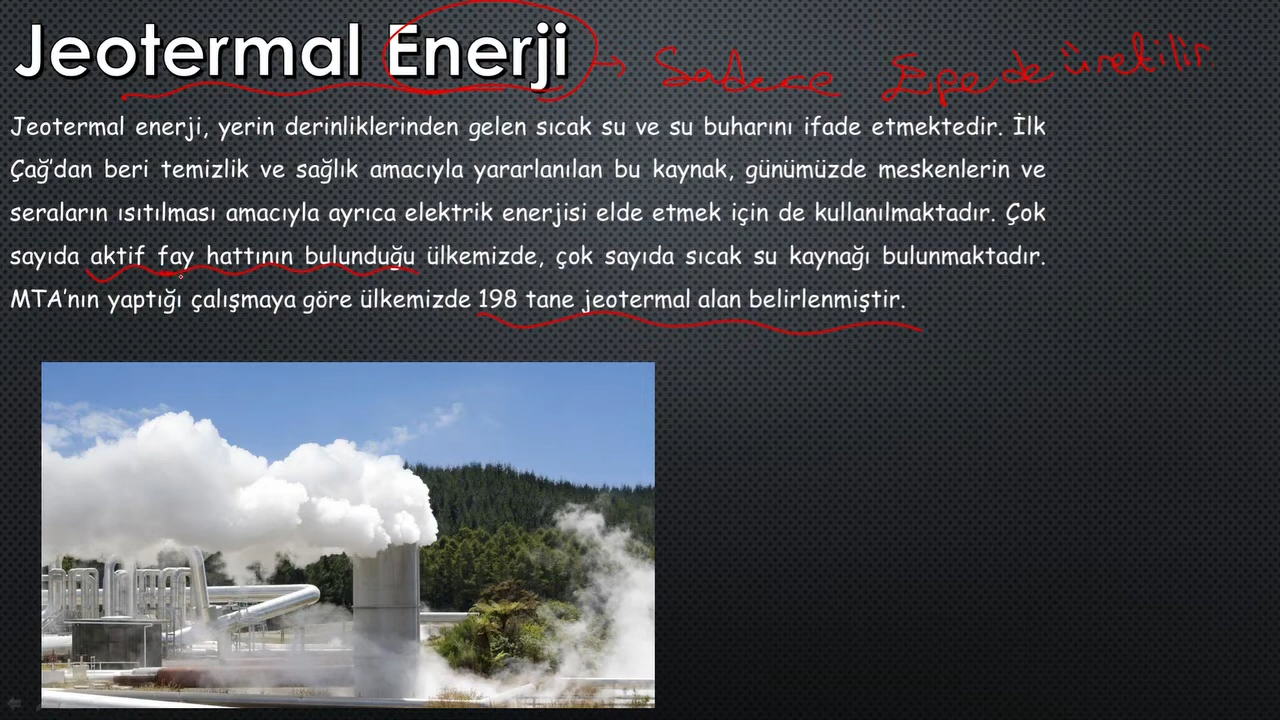 Jeotermal Enerji → Sadece Ege'de üretilir.
Jeotermal enerji, yerin derinliklerinden gelen sıcak su ve su buharını ifade etmektedir. İlk
Çağ'dan beri temizlik ve sağlık amacıyla yararlanılan bu kaynak, günümüzde meskenlerin ve
seraların ısıtılması amacıyla ayrıca elektrik enerjisi elde etmek için de kullanılmaktadır. Çok
sayıda aktif fay hattının bulunduğu ülkemizde, çok sayıda sıcak su kaynağı bulunmaktadır.
MTA'nın yaptığı çalışmaya göre ülkemizde 198 tane jeotermal alan belirlenmiştir.